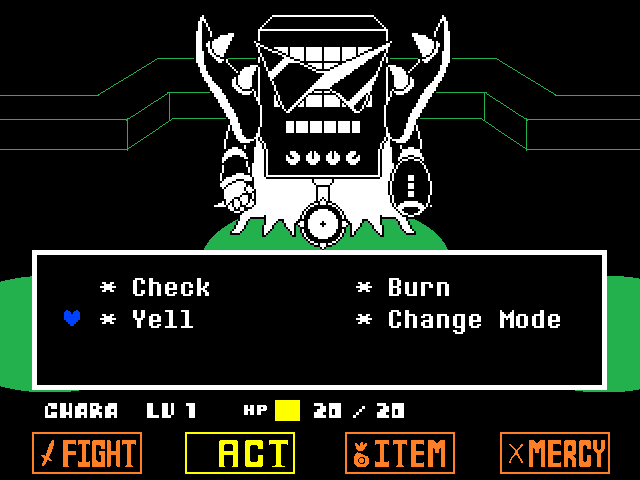 * Check * Burn
* Yell * Change Mode
CHARA LV 1 HP 20 / 20
FIGHT ACT ITEM MERCY